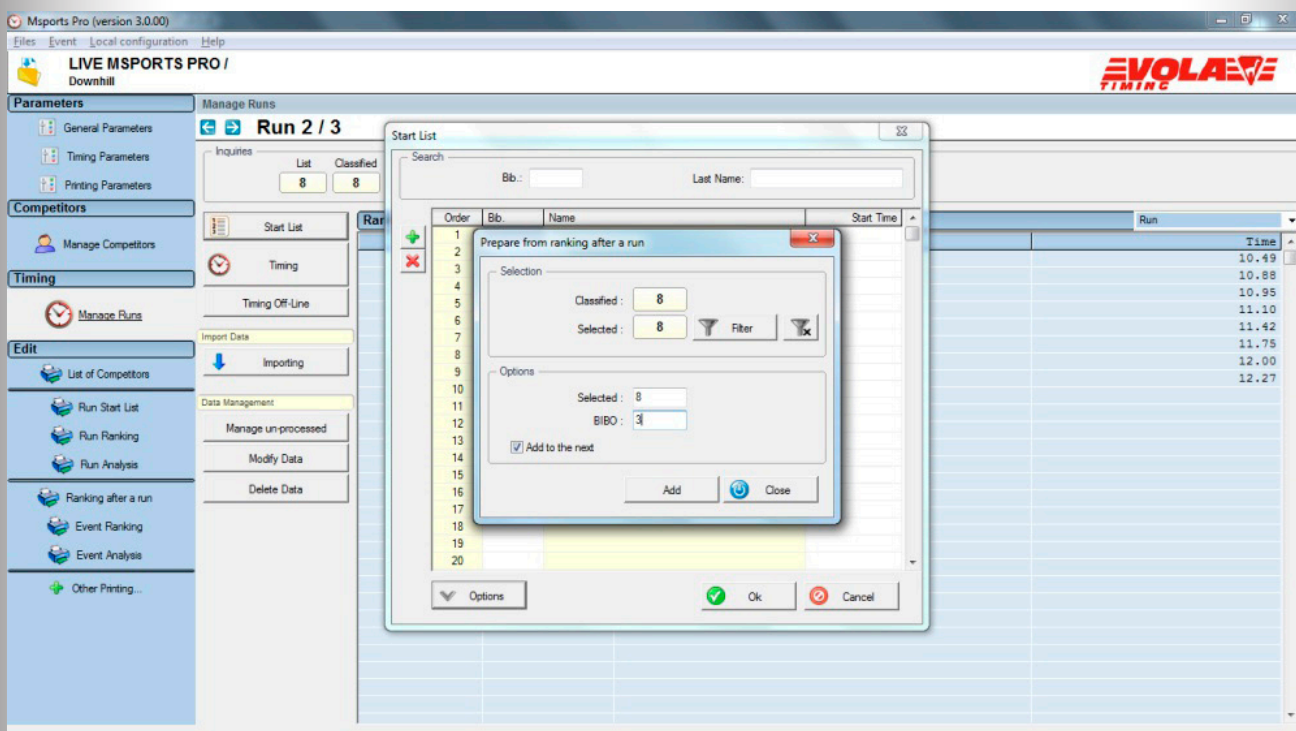 Msports Pro (version 3.0.00)
Files Event Local configuration Help
LIVE MSPORTS PRO /
Downhill
VOLA
TIMING
Parameters
General Parameters
Timing Parameters
Printing Parameters
Competitors
Manage Competitors
Timing
Manage Runs
Edit
List of Competitors
Run Start List
Run Ranking
Run Analysis
Ranking after a run
Event Ranking
Event Analysis
Other Printing...
Manage Runs
Run 2 / 3
Inquiries
List Classified
8 8
Start List
Timing
Timing Off-Line
Import Data
Importing
Data Management
Manage un-processed
Modify Data
Delete Data
Start List
Search
Bib.: Last Name:
Order Bib. Name Start Time
1
2
3
4
5
6
7
8
9
10
11
12
13
14
15
16
17
18
19
20
Options
Ok
Cancel
Prepare from ranking after a run
Selection
Classified : 8
Selected : 8 Filter
Options
Selected : 8
BIBO : 3
Add to the next
Add Close
Run
Time
10.49
10.88
10.95
11.10
11.42
11.75
12.00
12.27